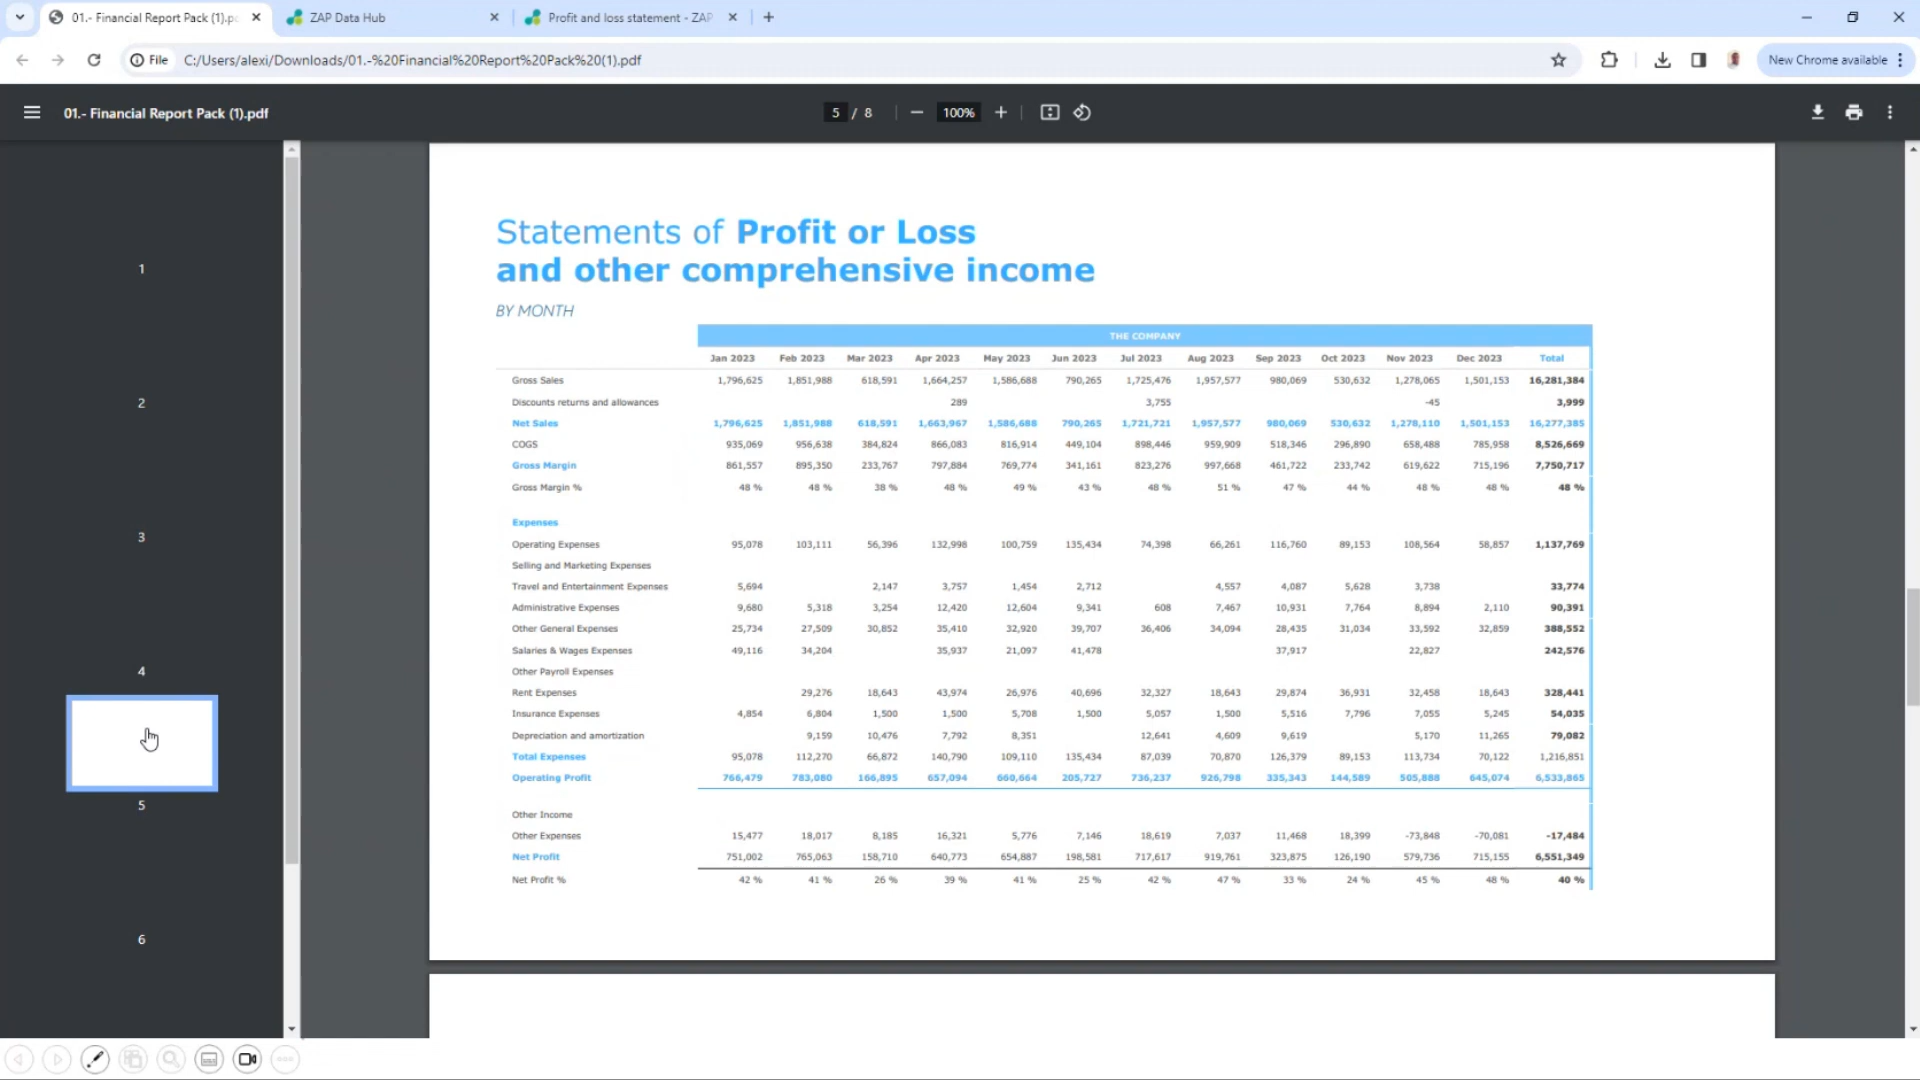 01.- Financial Report Pack (1).pc
ZAP Data Hub
Profit and loss statement - ZAP
File
C:/Users/alexi/Downloads/01.-%20Financial%20Report%20Pack%20(1).pdf
New Chrome available
01.- Financial Report Pack (1).pdf
5 / 8
100%
1
2
3
4
5
6
Statements of Profit or Loss
and other comprehensive income
BY MONTH
THE COMPANY
Jan 2023 Feb 2023 Mar 2023 Apr 2023 May 2023 Jun 2023 Jul 2023 Aug 2023 Sep 2023 Oct 2023 Nov 2023 Dec 2023 Total
Gross Sales 1,796,625 1,851,988 618,591 1,664,257 1,586,688 790,265 1,725,476 1,957,577 980,069 530,632 1,278,065 1,501,153 16,281,384
Discounts returns and allowances 289 3,755 -45 3,999
Net Sales 1,796,625 1,851,988 618,591 1,663,967 1,586,688 790,265 1,721,721 1,957,577 980,069 530,632 1,278,110 1,501,153 16,277,385
COGS 935,069 956,638 384,824 866,083 816,914 449,104 898,446 959,909 518,346 296,890 658,488 785,958 8,526,669
Gross Margin 861,557 895,350 233,767 797,884 769,774 341,161 823,276 997,668 461,722 233,742 619,622 715,196 7,750,717
Gross Margin % 48 % 48 % 38 % 48 % 49 % 43 % 48 % 51 % 47 % 44 % 48 % 48 % 48 %
Expenses
Operating Expenses 95,078 103,111 56,396 132,998 100,759 135,434 74,398 66,261 116,760 89,153 108,564 58,857 1,137,769
Selling and Marketing Expenses
Travel and Entertainment Expenses 5,694 2,147 3,757 1,454 2,712 4,557 4,087 5,628 3,738 33,774
Administrative Expenses 9,680 5,318 3,254 12,420 12,604 9,341 608 7,467 10,931 7,764 8,894 2,110 90,391
Other General Expenses 25,734 27,509 30,852 35,410 32,920 39,707 36,406 34,094 28,435 31,034 33,592 32,859 388,552
Salaries & Wages Expenses 49,116 34,204 35,937 21,097 41,478 37,917 22,827 242,576
Other Payroll Expenses
Rent Expenses 29,276 18,643 43,974 26,976 40,696 32,327 18,643 29,874 36,931 32,458 18,643 328,441
Insurance Expenses 4,854 6,804 1,500 1,500 5,708 1,500 5,057 1,500 5,516 7,796 7,055 5,245 54,035
Depreciation and amortization 9,159 10,476 7,792 8,351 12,641 4,609 9,619 5,170 11,265 79,082
Total Expenses 95,078 112,270 66,872 140,790 109,110 135,434 87,039 70,870 126,379 89,153 113,734 70,122 1,216,851
Operating Profit 766,479 783,080 166,895 657,094 660,664 205,727 736,237 926,798 335,343 144,589 505,888 645,074 6,533,865
Other Income
Other Expenses 15,477 18,017 8,185 16,321 5,776 7,146 18,619 7,037 11,468 18,399 -73,848 -70,081 -17,484
Net Profit 751,002 765,063 158,710 640,773 654,887 198,581 717,617 919,761 323,875 126,190 579,736 715,155 6,551,349
Net Profit % 42 % 41 % 26 % 39 % 41 % 25 % 42 % 47 % 33 % 24 % 45 % 48 % 40 %